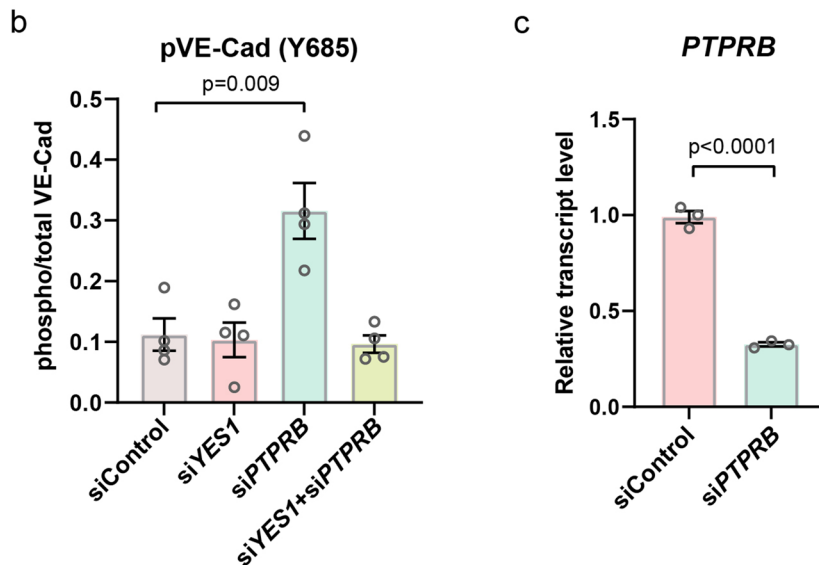 b
pVE-Cad (Y685)
p=0.009
phospho/total VE-Cad
0.5
0.4
0.3
0.2
0.1
0.0
siControl
siYES1
siPTPRB
siYES1+siPTPRB
c
PTPRB
p<0.0001
Relative transcript level
1.5
1.0
0.5
0.0
siControl
siPTPRB